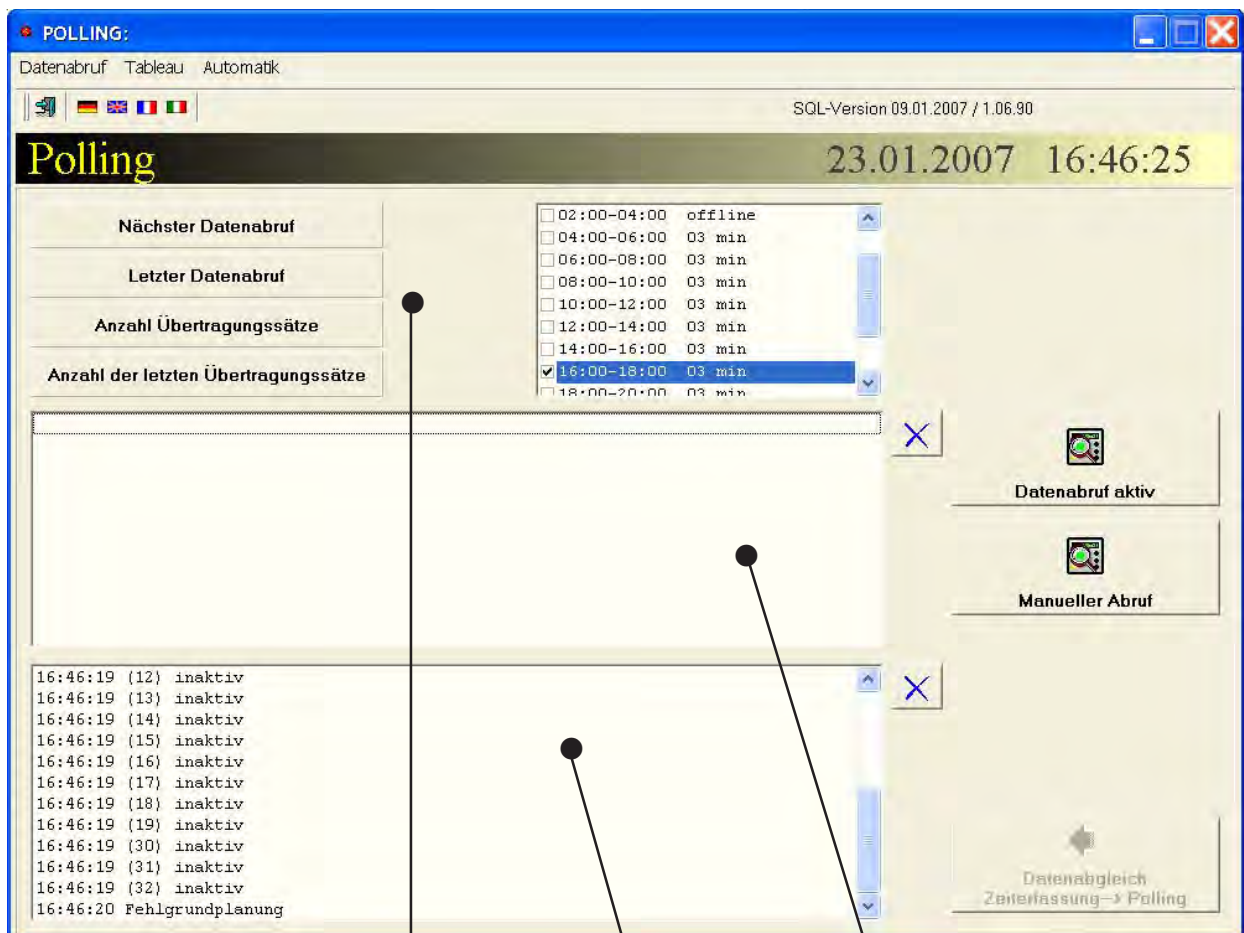 POLLING:
Datenabruf Tableau Automatik
SQL-Version 09.01.2007 / 1.06.90
Polling 23.01.2007 16:46:25
Nächster Datenabruf
Letzter Datenabruf
Anzahl Übertragungssätze
Anzahl der letzten Übertragungssätze
02:00-04:00 offline
04:00-06:00 03 min
06:00-08:00 03 min
08:00-10:00 03 min
10:00-12:00 03 min
12:00-14:00 03 min
14:00-16:00 03 min
16:00-18:00 03 min
18:00-20:00 03 min
Datenabruf aktiv
Manueller Abruf
16:46:19 (12) inaktiv
16:46:19 (13) inaktiv
16:46:19 (14) inaktiv
16:46:19 (15) inaktiv
16:46:19 (16) inaktiv
16:46:19 (17) inaktiv
16:46:19 (18) inaktiv
16:46:19 (19) inaktiv
16:46:19 (30) inaktiv
16:46:19 (31) inaktiv
16:46:19 (32) inaktiv
16:46:20 Fehlgrundplanung
Datenabgleich
Zeiterfassung-> Polling